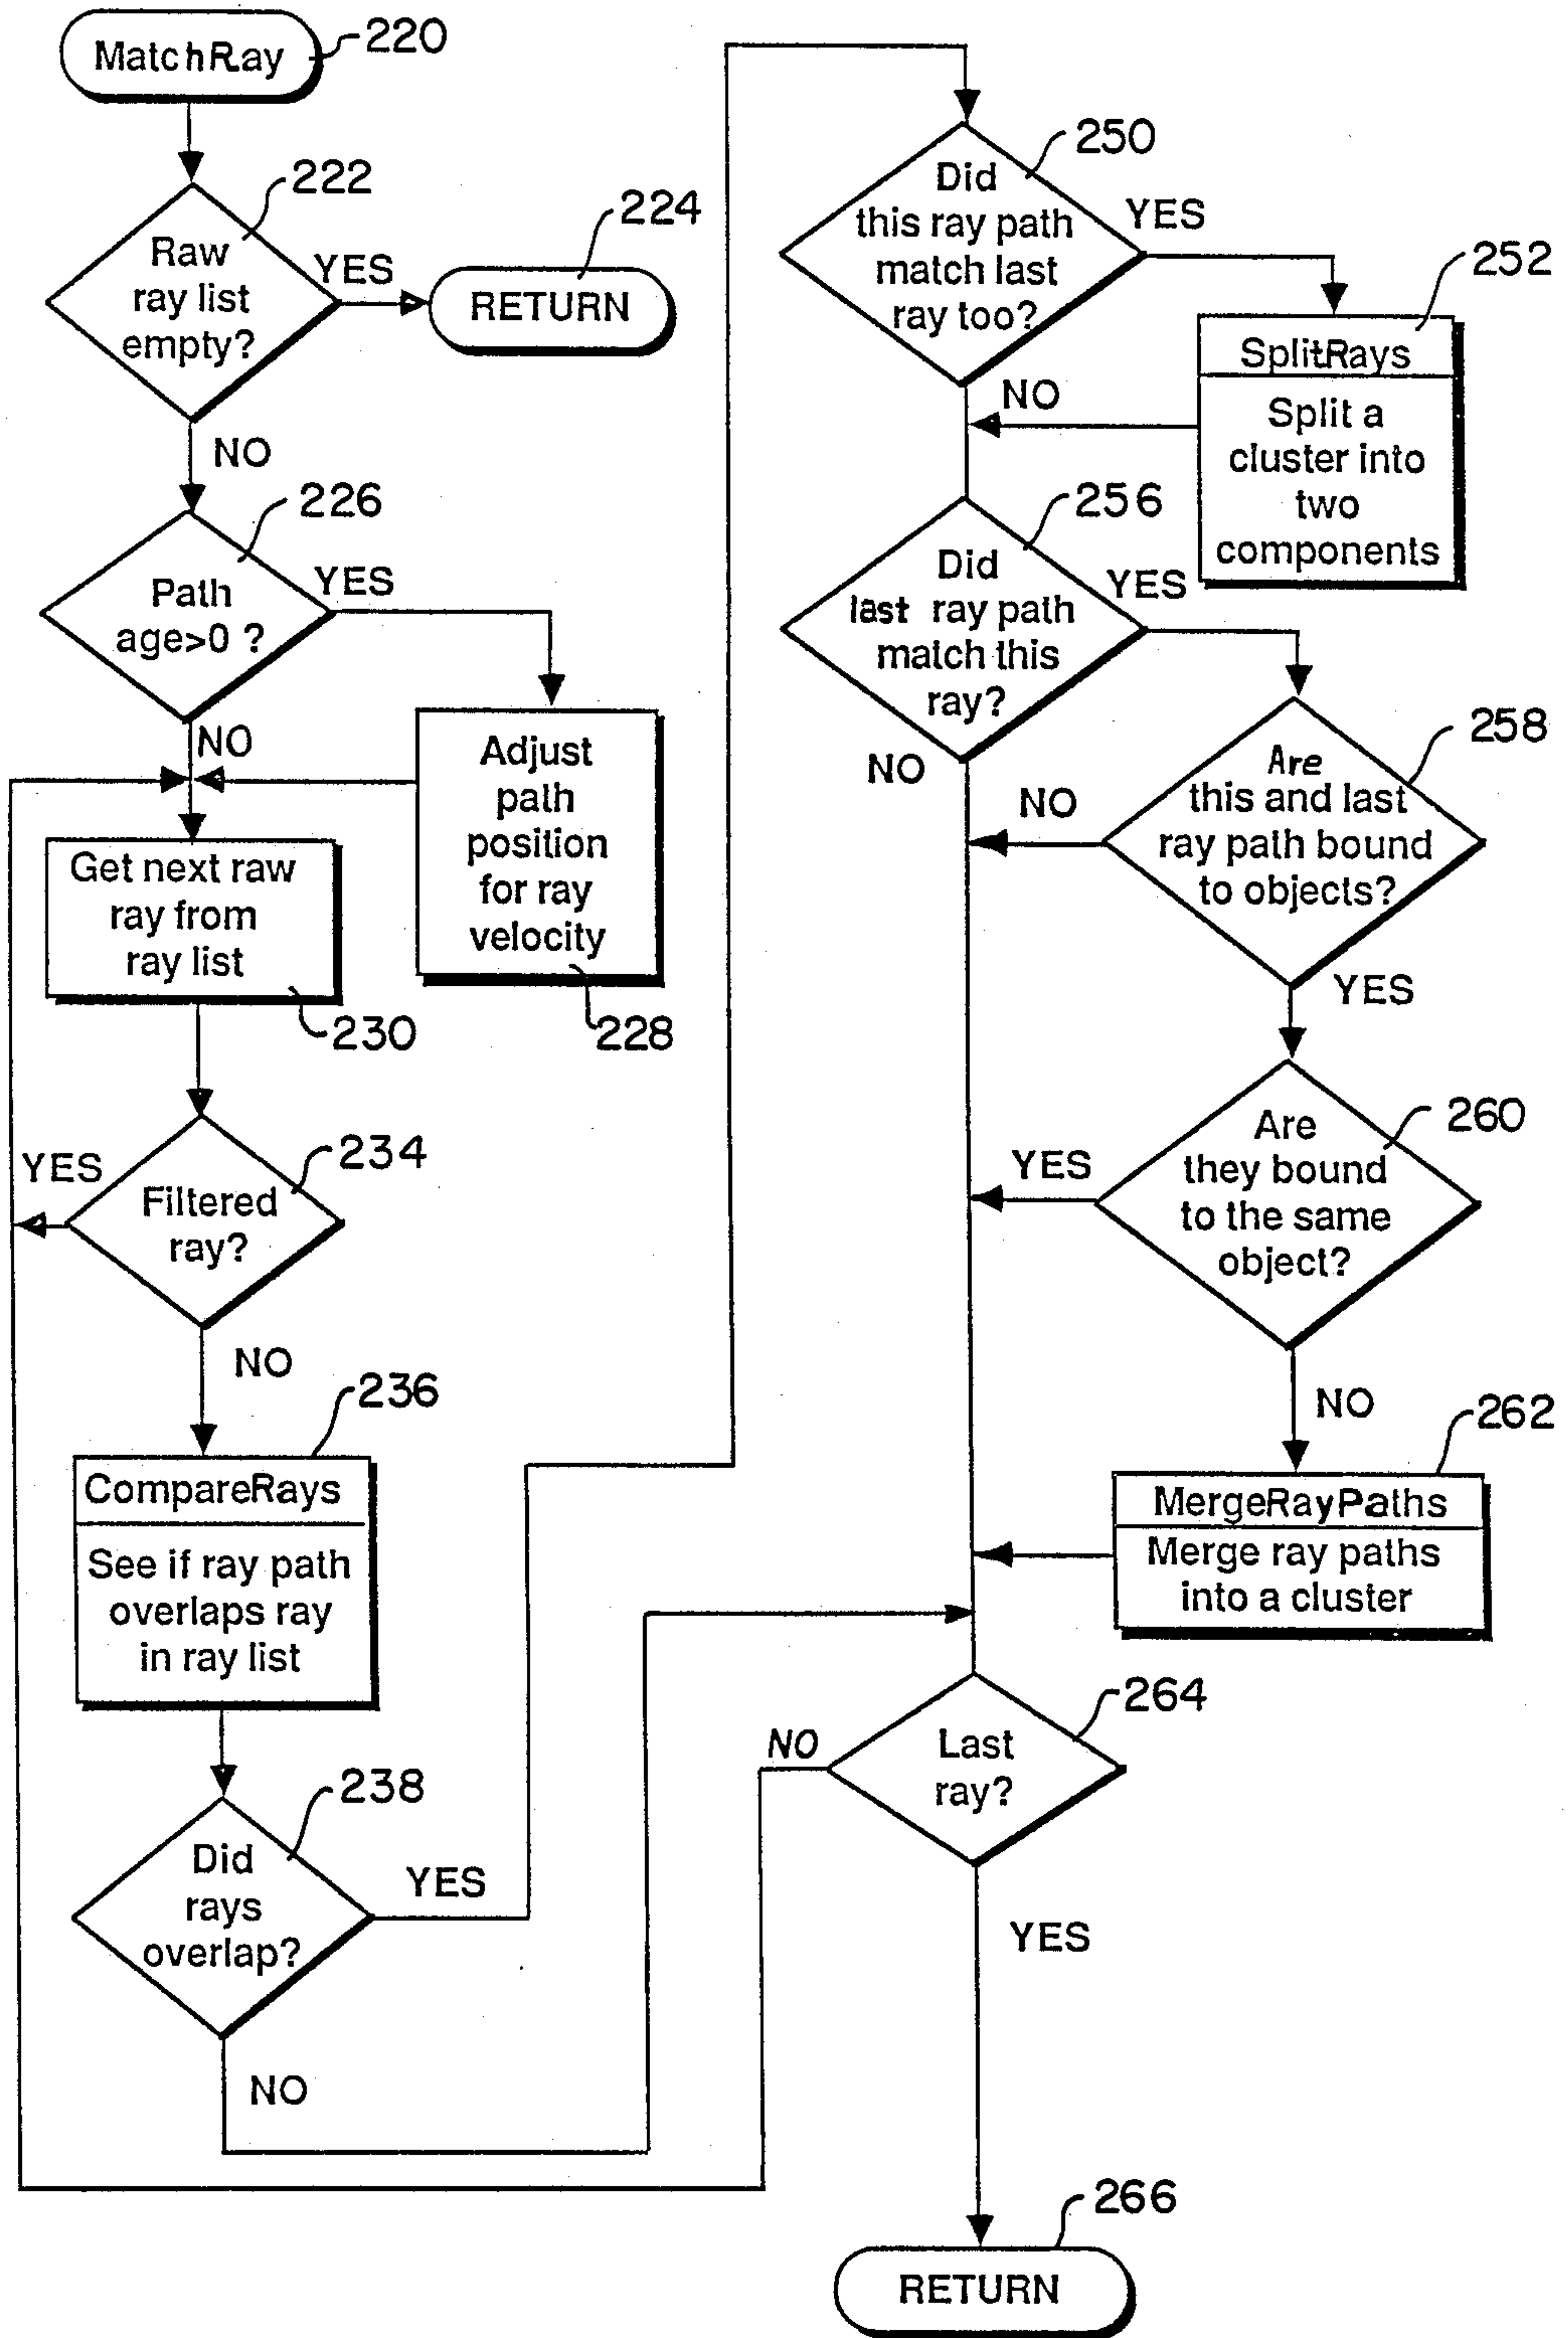 MatchRay
220
222
Raw
ray list
empty?
YES
224
RETURN
NO
226
Path
age>0 ?
YES
NO
Adjust
path
position
for ray
velocity
228
Get next raw
ray from
ray list
230
234
YES
Filtered
ray?
NO
236
CompareRays
See if ray path
overlaps ray
in ray list
238
Did
rays
overlap?
YES
NO
250
Did
this ray path
match last
ray too?
YES
252
SplitRays
Split a
cluster into
two
components
NO
256
Did
last ray path
match this
ray?
YES
NO
258
Are
this and last
ray path bound
to objects?
NO
YES
260
Are
they bound
to the same
object?
YES
NO
262
MergeRayPaths
Merge ray paths
into a cluster
264
Last
ray?
NO
YES
266
RETURN